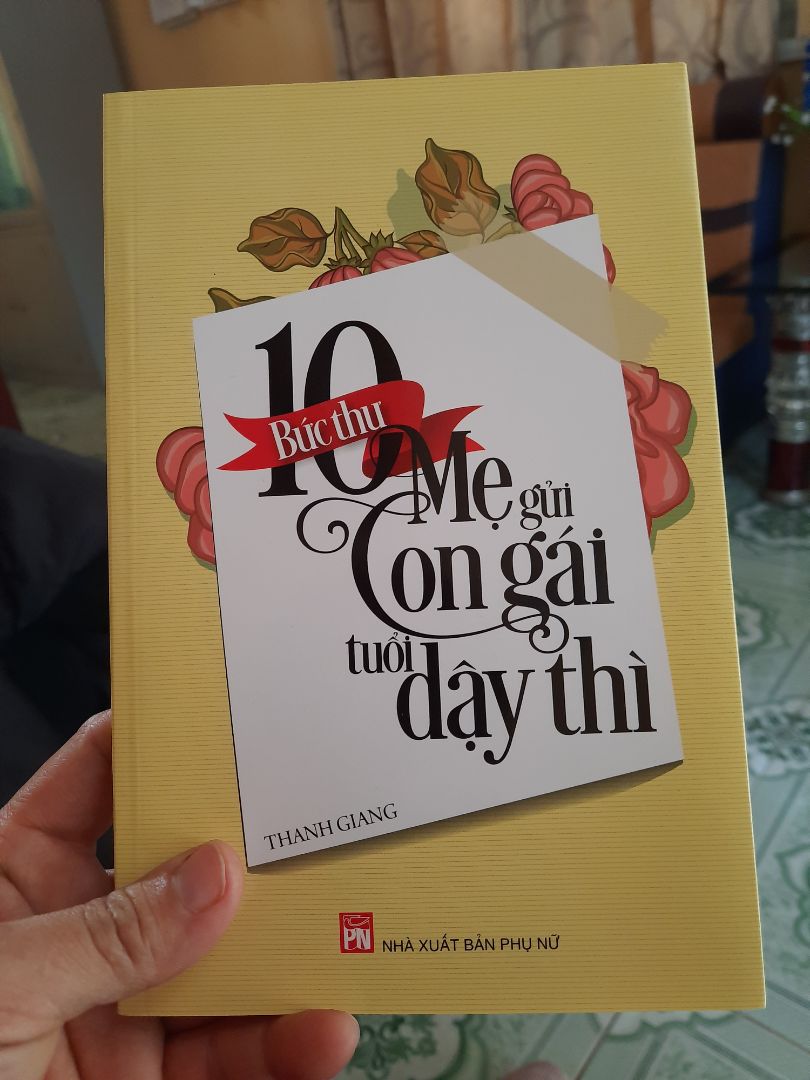 10
Bức thư
Mẹ gửi
Con gái
tuổi dậy thì
THANH GIANG
PN
NHÀ XUẤT BẢN PHỤ NỮ